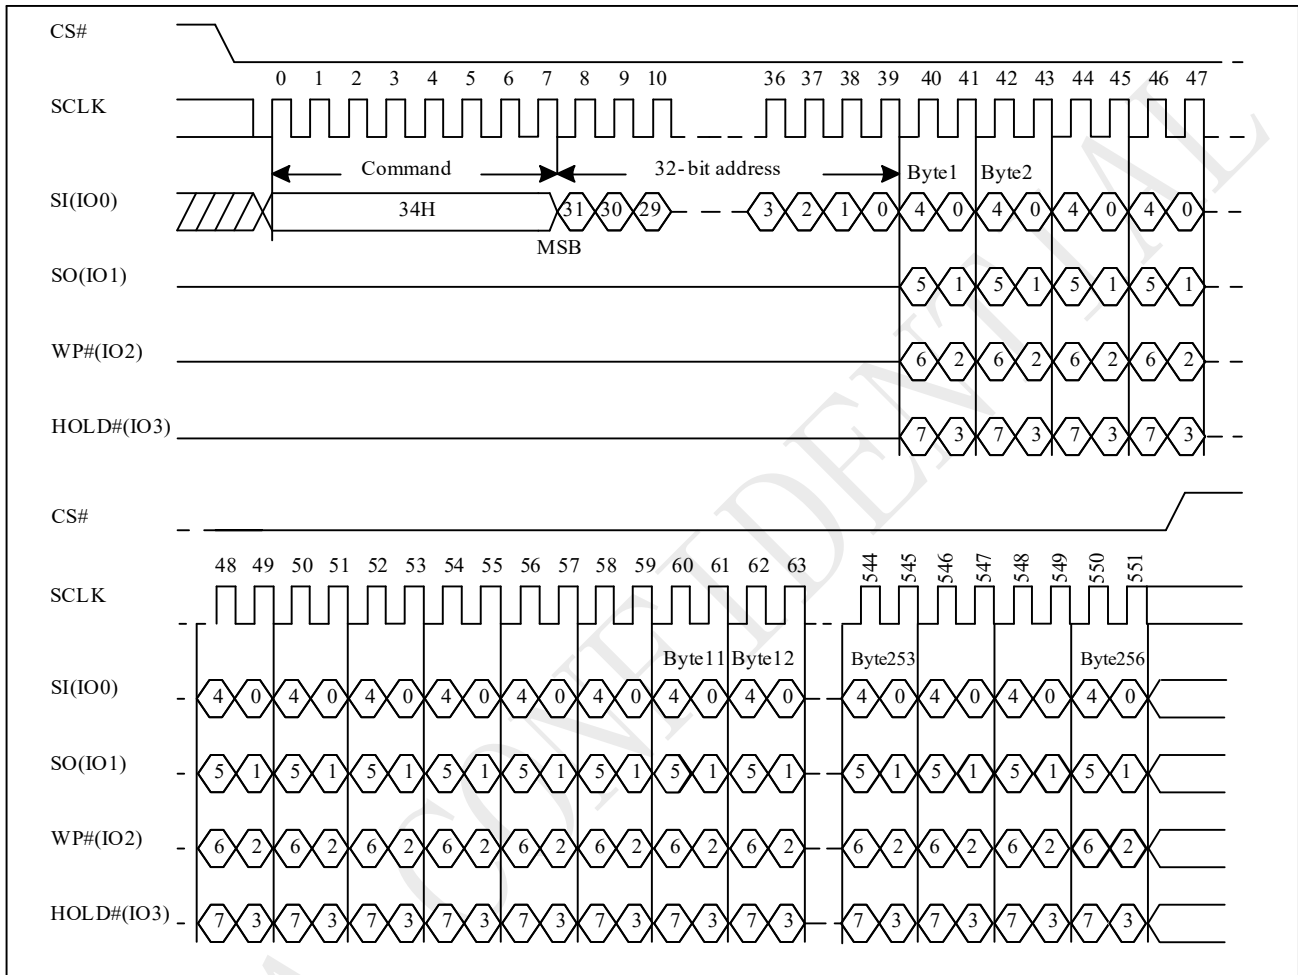 CS#
0 1 2 3 4 5 6 7 8 9 10 36 37 38 39 40 41 42 43 44 45 46 47
SCLK
Command 32-bit address Byte1 Byte2
SI(IO0) 34H 31 30 29 3 2 1 0 4 0 4 0 4 0 4 0
MSB
SO(IO1) 5 1 5 1 5 1 5 1
WP#(IO2) 6 2 6 2 6 2 6 2
HOLD#(IO3) 7 3 7 3 7 3 7 3
CS#
48 49 50 51 52 53 54 55 56 57 58 59 60 61 62 63 544 545 546 547 548 549 550 551
SCLK
Byte11 Byte12 Byte253 Byte256
SI(IO0) 4 0 4 0 4 0 4 0 4 0 4 0 4 0 4 0 4 0 4 0 4 0 4 0
SO(IO1) 5 1 5 1 5 1 5 1 5 1 5 1 5 1 5 1 5 1 5 1 5 1 5 1
WP#(IO2) 6 2 6 2 6 2 6 2 6 2 6 2 6 2 6 2 6 2 6 2 6 2 6 2
HOLD#(IO3) 7 3 7 3 7 3 7 3 7 3 7 3 7 3 7 3 7 3 7 3 7 3 7 3
A CONFIDENTIAL